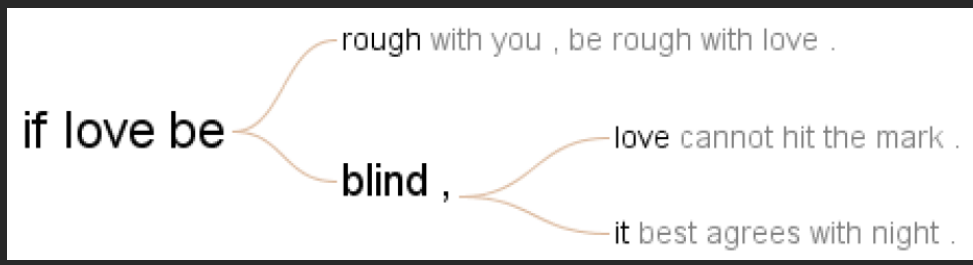 rough with you , be rough with love .
if love be
love cannot hit the mark .
blind ,
it best agrees with night .